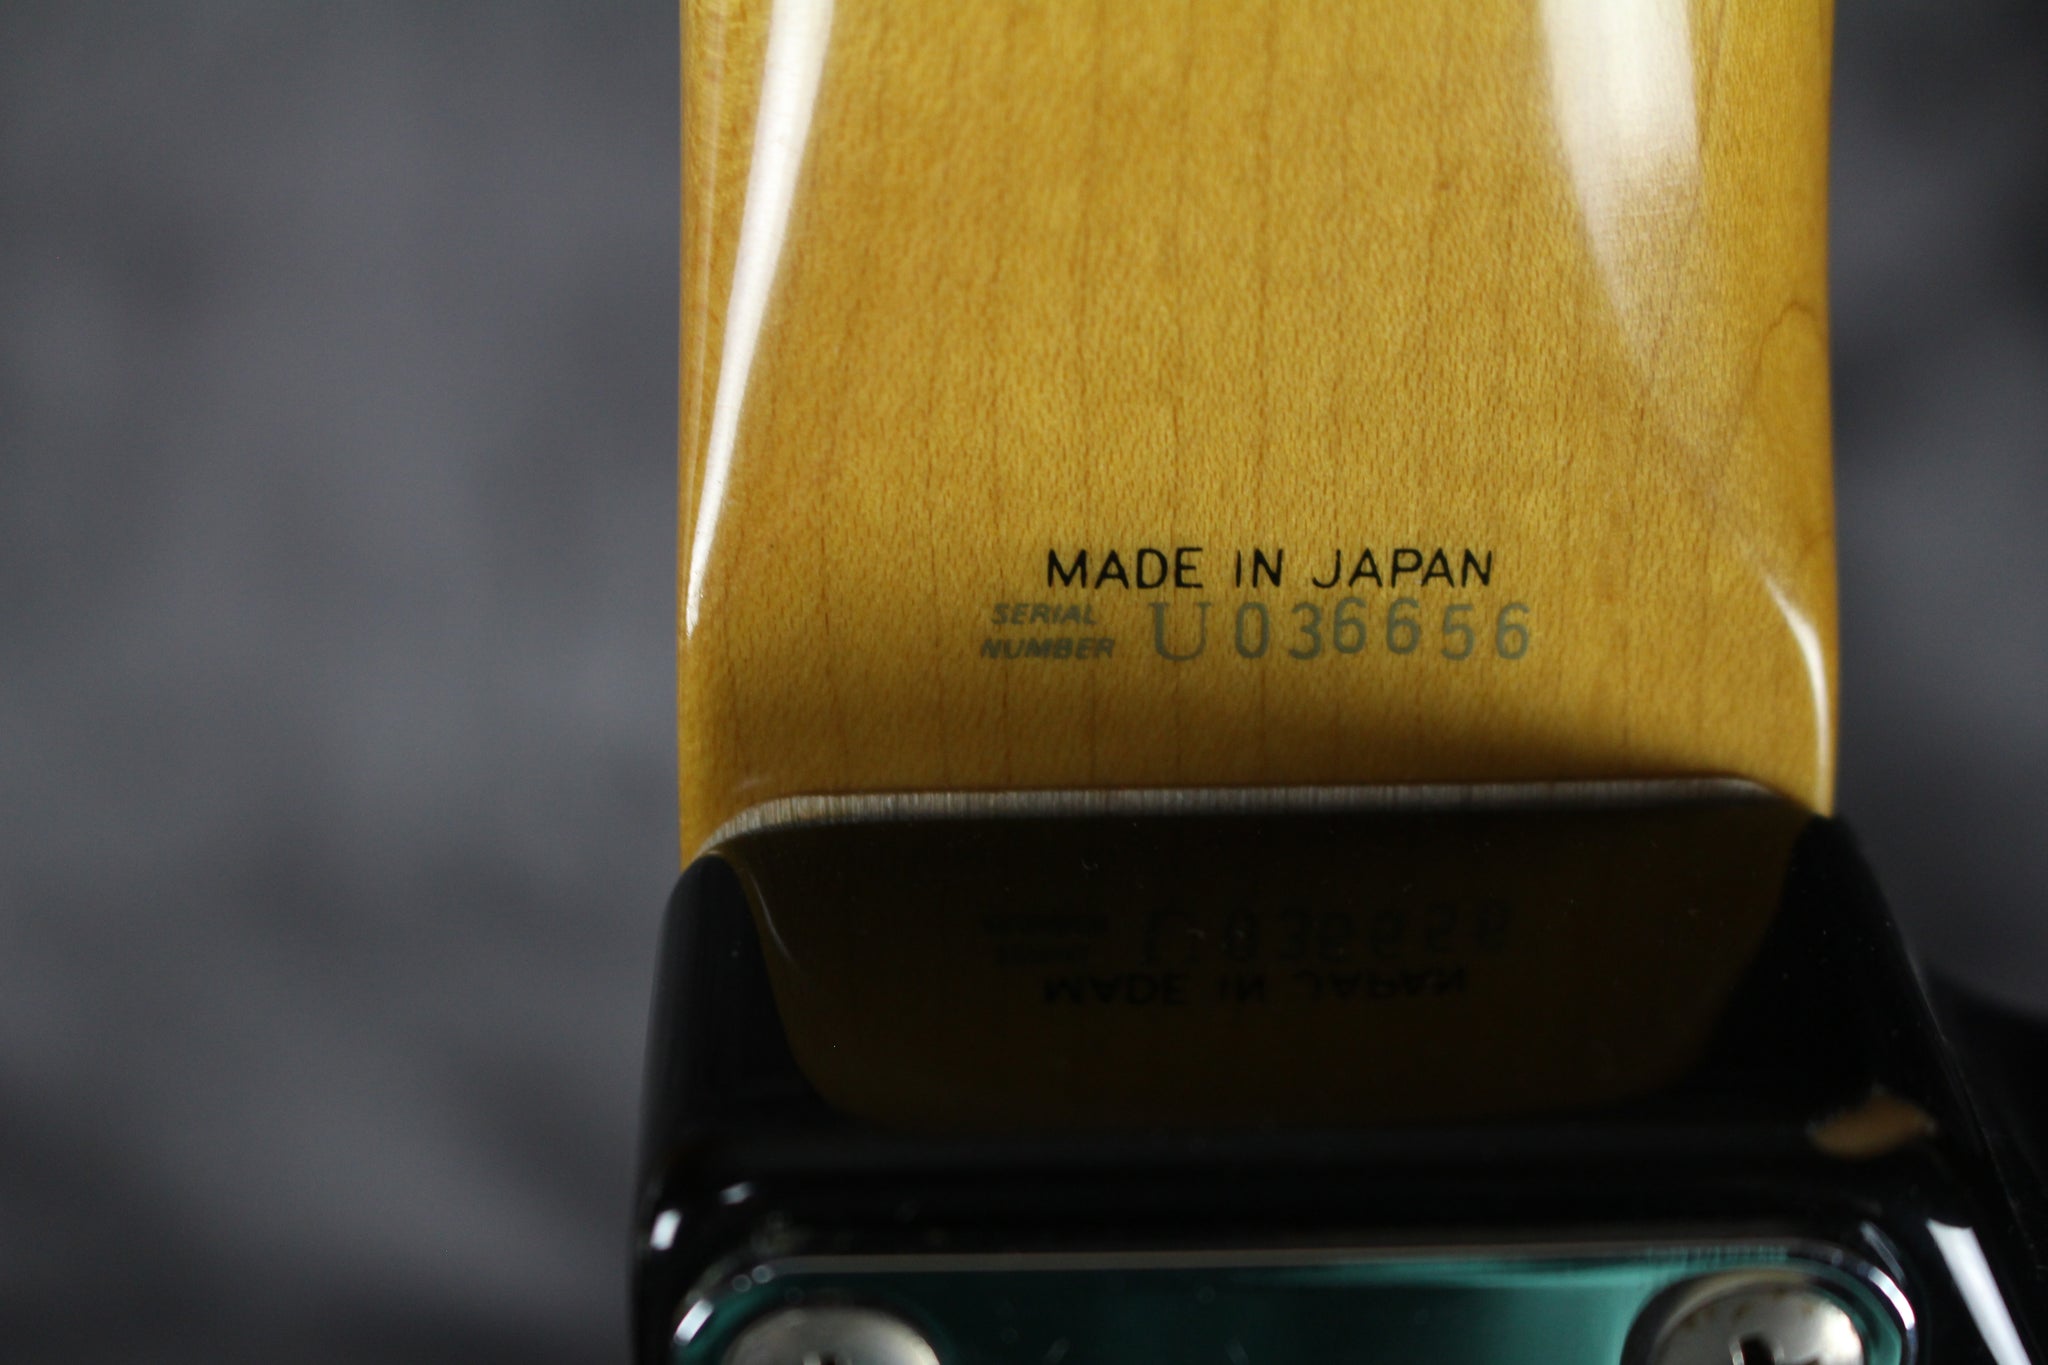 MADE IN JAPAN
SERIAL NUMBER U036656